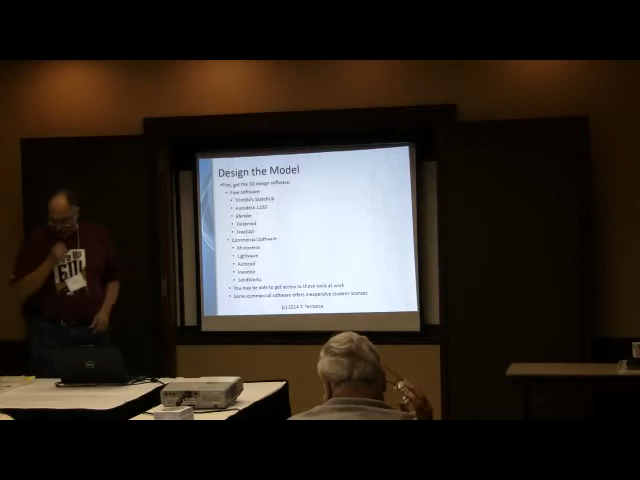 Design the Model
•First, get the 3D design software:
• Free Software:
• Trimble's Sketchup
• Autodesk 123D
• Blender
• Tinkercad
• FreeCAD
• Commercial Software
• Rhinoceros
• Lightwave
• Autocad
• Inventor
• SolidWorks
• You may be able to get access to these tools at work
• Some commercial software offers inexpensive student licenses
(c) 2014 T. Terrance